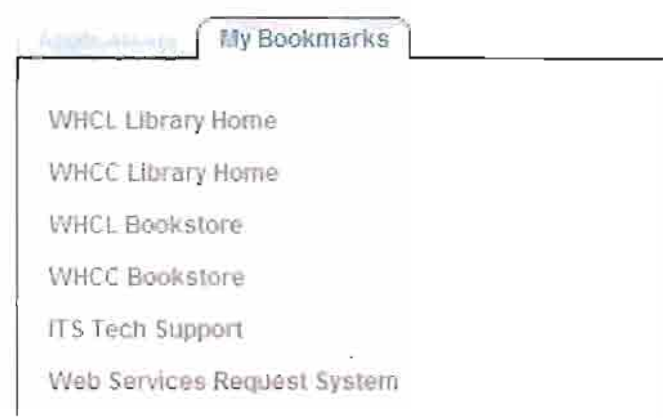 My Bookmarks
WHCL Library Home
WHCC Library Home
WHCL Bookstore
WHCC Bookstore
ITS Tech Support
Web Services Request System